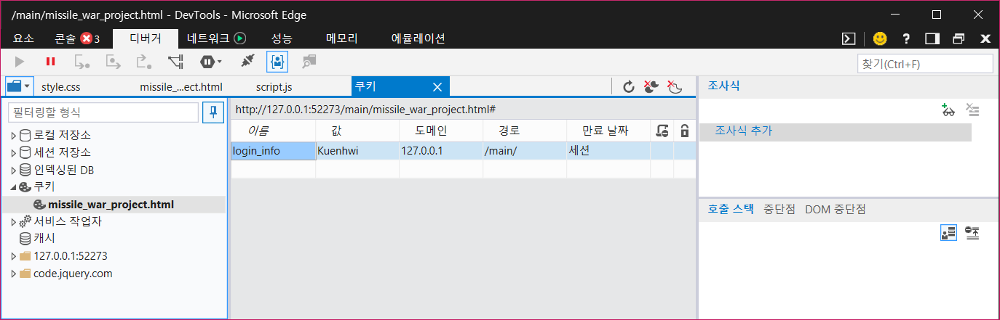 /main/missile_war_project.html - DevTools - Microsoft Edge
요소 콘솔 3 디버거 네트워크 성능 메모리 에뮬레이션 ?
찾기(Ctrl+F)
style.css missile_...ect.html script.js 쿠키 조사식
필터링할 형식 http://127.0.0.1:52273/main/missile_war_project.html#
이름 값 도메인 경로 만료 날짜 조사식 추가
로컬 저장소
login_info Kuenhwi 127.0.0.1 /main/ 세션
세션 저장소
인덱싱된 DB
쿠키
missile_war_project.html
호출 스택 중단점 DOM 중단점
서비스 작업자
캐시
127.0.0.1:52273
code.jquery.com